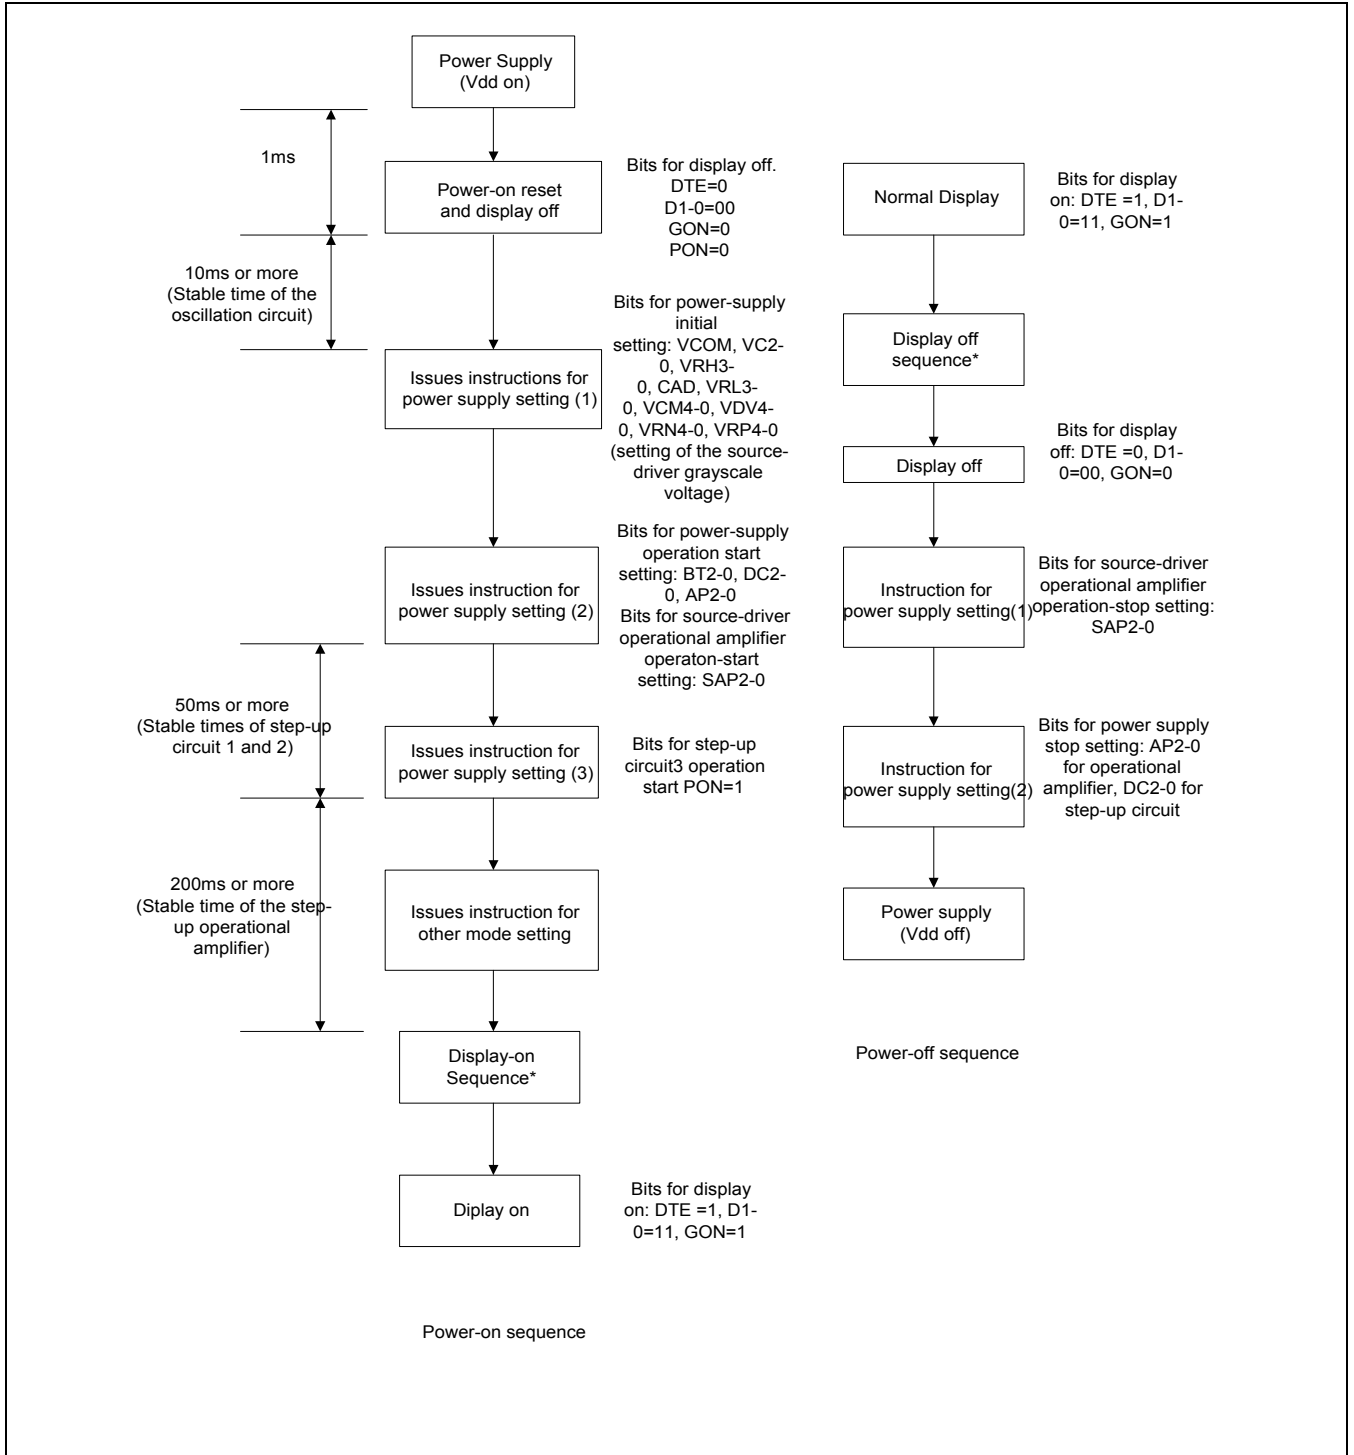 Power Supply
(Vdd on)
1ms
Power-on reset
and display off
Bits for display off.
DTE=0
D1-0=00
GON=0
PON=0
10ms or more
(Stable time of the
oscillation circuit)
Issues instructions for
power supply setting (1)
Bits for power-supply
initial
setting: VCOM, VC2-
0, VRH3-
0, CAD, VRL3-
0, VCM4-0, VDV4-
0, VRN4-0, VRP4-0
(setting of the source-
driver grayscale
voltage)
Issues instruction for
power supply setting (2)
Bits for power-supply
operation start
setting: BT2-0, DC2-
0, AP2-0
Bits for source-driver
operational amplifier
operaton-start
setting: SAP2-0
50ms or more
(Stable times of step-up
circuit 1 and 2)
Issues instruction for
power supply setting (3)
Bits for step-up
circuit3 operation
start PON=1
200ms or more
(Stable time of the step-
up operational
amplifier)
Issues instruction for
other mode setting
Display-on
Sequence*
Diplay on
Bits for display
on: DTE =1, D1-
0=11, GON=1
Power-on sequence
Normal Display
Bits for display
on: DTE =1, D1-
0=11, GON=1
Display off
sequence*
Display off
Bits for display
off: DTE =0, D1-
0=00, GON=0
Instruction for
power supply setting(1)
Bits for source-driver
operational amplifier
operation-stop setting:
SAP2-0
Instruction for
power supply setting(2)
Bits for power supply
stop setting: AP2-0
for operational
amplifier, DC2-0 for
step-up circuit
Power supply
(Vdd off)
Power-off sequence